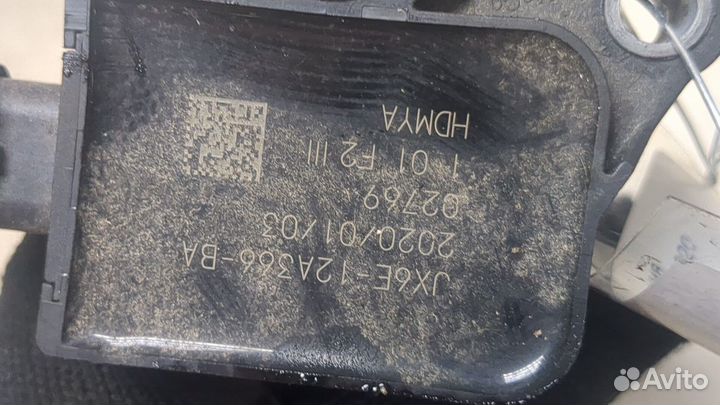 JX6E-12A366-BA
2020/01/03
02769
1 01 F2 III
HDMYA
Avito